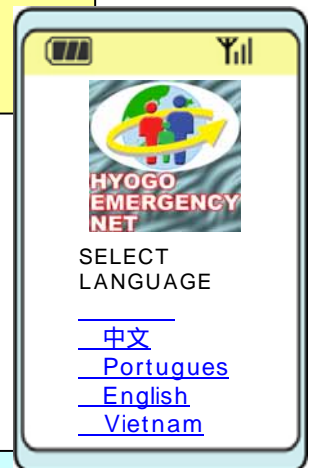 HYOGO
EMERGENCY
NET
SELECT
LANGUAGE
中文
Portugues
English
Vietnam